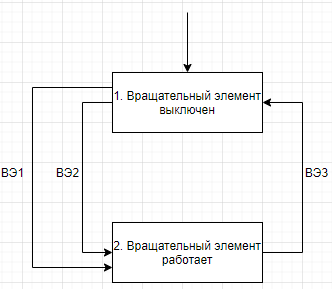 1. Вращательный элемент
выключен
ВЭ1
ВЭ2
ВЭ3
2. Вращательный элемент
работает